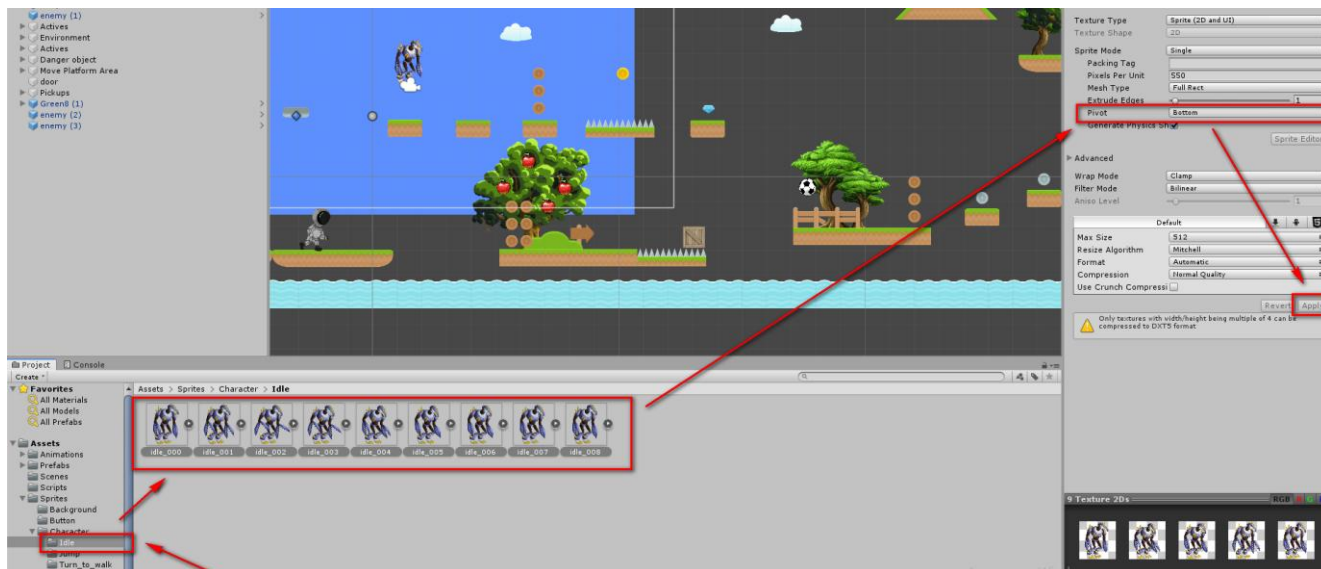 enemy (1)
Actives
Environment
Actives
Danger object
Move Platform Area
door
Pickups
Green8 (1)
enemy (2)
enemy (3)
Texture Type Sprite (2D and UI)
Texture Shape 2D
Sprite Mode Single
Packing Tag
Pixels Per Unit 550
Mesh Type Full Rect
Extrude Edges 1
Pivot Bottom
Generate Physics Sh
Sprite Editor
Advanced
Wrap Mode Clamp
Filter Mode Bilinear
Aniso Level 1
Default
Max Size 512
Resize Algorithm Mitchell
Format Automatic
Compression Normal Quality
Use Crunch Compressi
Revert Apply
Only textures with width/height being multiple of 4 can be
compressed to DXT5 format
Project Console
Create
Favorites
All Materials
All Models
All Prefabs
Assets
Animations
Prefabs
Scenes
Scripts
Sprites
Background
Button
Character
Idle
Jump
Turn_to_walk
Assets > Sprites > Character > Idle
idle_000 idle_001 idle_002 idle_003 idle_004 idle_005 idle_006 idle_007 idle_008
9 Texture 2Ds RGB R G